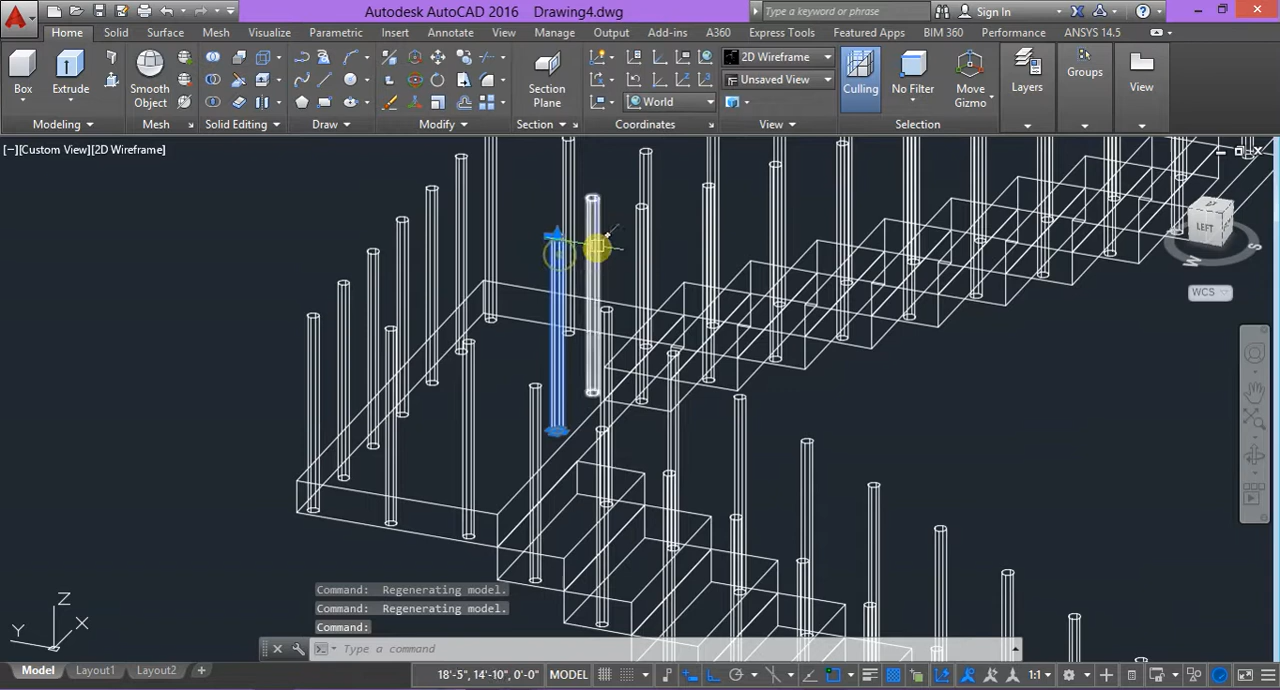 Autodesk AutoCAD 2016 Drawing4.dwg
Type a keyword or phrase
Sign In
Home Solid Surface Mesh Visualize Parametric Insert Annotate View Manage Output Add-ins A360 Express Tools Featured Apps BIM 360 Performance ANSYS 14.5
Box
Extrude
Smooth
Object
Section
Plane
2D Wireframe
Unsaved View
World
Culling
No Filter
Move
Gizmo
Layers
Groups
View
Modeling Mesh Solid Editing Draw Modify Section Coordinates View Selection
[−][Custom View][2D Wireframe]
LEFT
W
S
WCS
Z
Y
X
Command: Regenerating model.
Command: Regenerating model.
Command:
Type a command
Model Layout1 Layout2 +
18'-5", 14'-10", 0'-0" MODEL
1:1